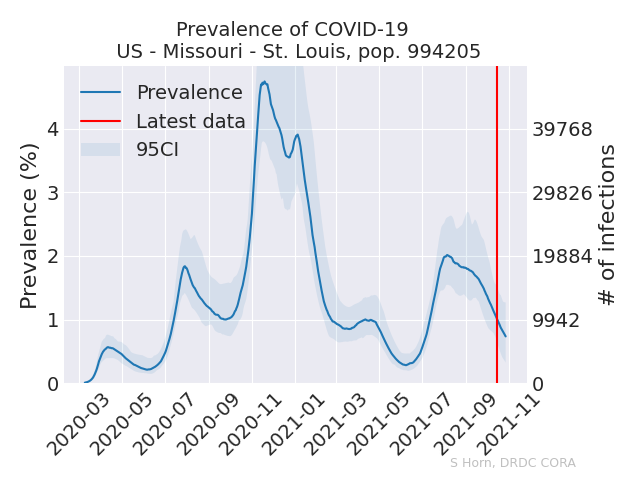 Prevalence of COVID-19
US - Missouri - St. Louis, pop. 994205
Prevalence
Latest data
95CI
Prevalence (%)
4
3
2
1
0
39768
29826
19884
9942
0
# of infections
2020-03
2020-05
2020-07
2020-09
2020-11
2021-01
2021-03
2021-05
2021-07
2021-09
2021-11
S Horn, DRDC CORA